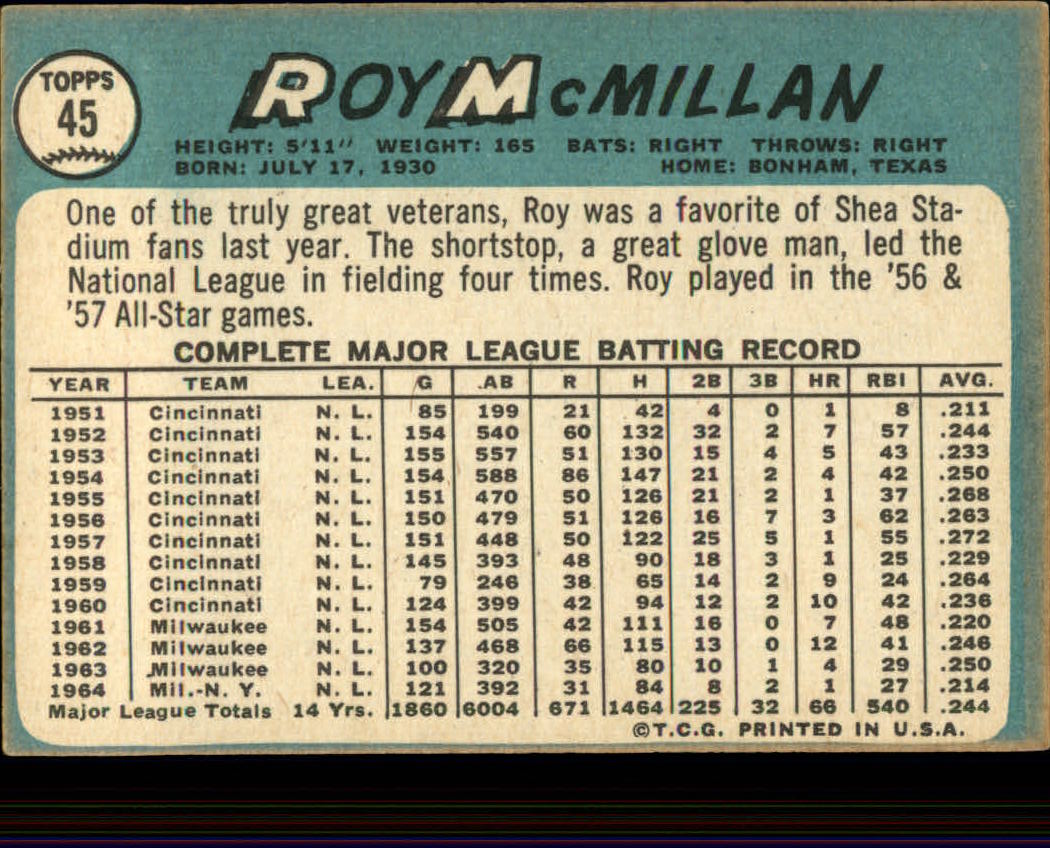 TOPPS
45
ROY McMILLAN
HEIGHT: 5'11" WEIGHT: 165 BATS: RIGHT THROWS: RIGHT
BORN: JULY 17, 1930 HOME: BONHAM, TEXAS
One of the truly great veterans, Roy was a favorite of Shea Sta-
dium fans last year. The shortstop, a great glove man, led the
National League in fielding four times. Roy played in the '56 &
'57 All-Star games.
COMPLETE MAJOR LEAGUE BATTING RECORD
YEAR TEAM LEA. G AB R H 2B 3B HR RBI AVG.
1951 Cincinnati N. L. 85 199 21 42 4 0 1 8 .211
1952 Cincinnati N. L. 154 540 60 132 32 2 7 57 .244
1953 Cincinnati N. L. 155 557 51 130 15 4 5 43 .233
1954 Cincinnati N. L. 154 588 86 147 21 2 4 42 .250
1955 Cincinnati N. L. 151 470 50 126 21 2 1 37 .268
1956 Cincinnati N. L. 150 479 51 126 16 7 3 62 .263
1957 Cincinnati N. L. 151 448 50 122 25 5 1 55 .272
1958 Cincinnati N. L. 145 393 48 90 18 3 1 25 .229
1959 Cincinnati N. L. 79 246 38 65 14 2 9 24 .264
1960 Cincinnati N. L. 124 399 42 94 12 2 10 42 .236
1961 Milwaukee N. L. 154 505 42 111 16 0 7 48 .220
1962 Milwaukee N. L. 137 468 66 115 13 0 12 41 .246
1963 Milwaukee N. L. 100 320 35 80 10 1 4 29 .250
1964 Mil.-N. Y. N. L. 121 392 31 84 8 2 1 27 .214
Major League Totals 14 Yrs. 1860 6004 671 1464 225 32 66 540 .244
©T.C.G. PRINTED IN U.S.A.